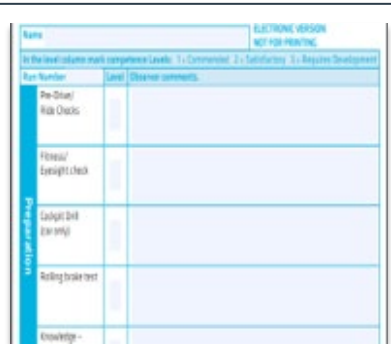 Name
ELECTRONIC VERSION
NOT FOR PRINTING
In the level column mark competence Levels: 1 = Commended 2 = Satisfactory 3 = Requires Development
Run Number Level Observer comments.
Preparation
Pre-Drive/
Ride Checks
Fitness/
Eyesight check
Cockpit Drill
(car only)
Rolling brake test
Knowledge –